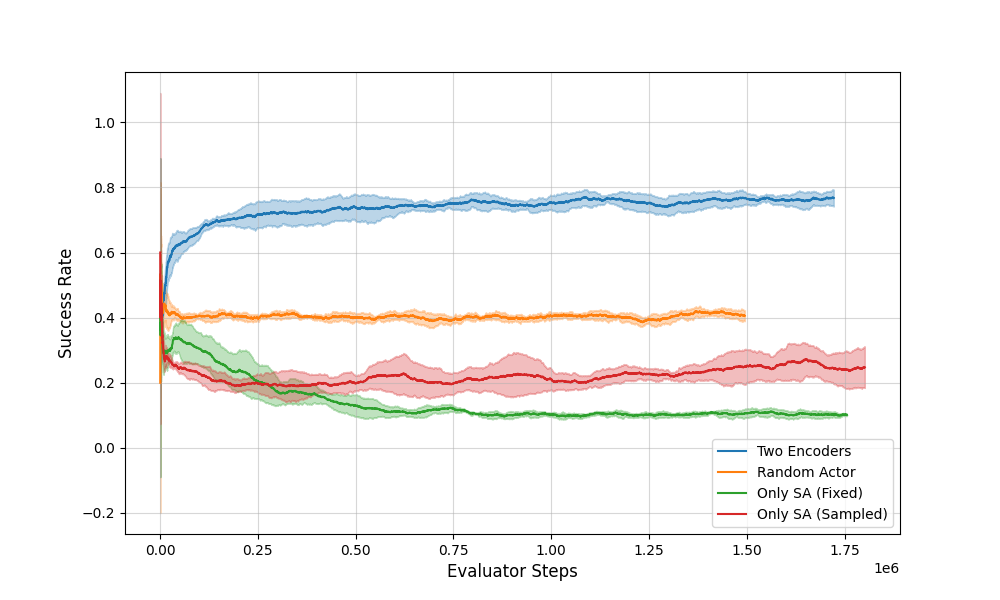 Success Rate
1.0
0.8
0.6
0.4
0.2
0.0
−0.2
Two Encoders
Random Actor
Only SA (Fixed)
Only SA (Sampled)
0.00 0.25 0.50 0.75 1.00 1.25 1.50 1.75
1e6
Evaluator Steps